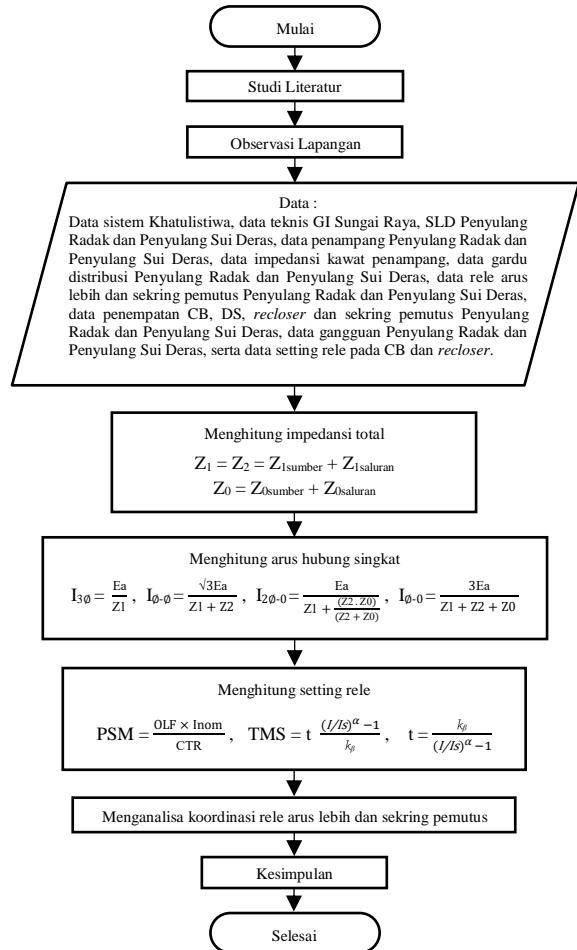 Mulai
Studi Literatur
Observasi Lapangan
Data :
Data sistem Khatulistiwa, data teknis GI Sungai Raya, SLD Penyulang
Radak dan Penyulang Sui Deras, data penampang Penyulang Radak dan
Penyulang Sui Deras, data impedansi kawat penampang, data gardu
distribusi Penyulang Radak dan Penyulang Sui Deras, data rele arus
lebih dan sekring pemutus Penyulang Radak dan Penyulang Sui Deras,
data penempatan CB, DS, recloser dan sekring pemutus Penyulang
Radak dan Penyulang Sui Deras, data gangguan Penyulang Radak dan
Penyulang Sui Deras, serta data setting rele pada CB dan recloser.
Menghitung impedansi total
Z₁ = Z₂ = Z₁sumber + Z₁saluran
Z₀ = Z₀sumber + Z₀saluran
Menghitung arus hubung singkat
I₃ø = Ea / Z1 , Iø-ø = √3Ea / (Z1 + Z2) , I₂ø-0 = Ea / (Z1 + (Z2 . Z0) / (Z2 + Z0)) , Iø-0 = 3Ea / (Z1 + Z2 + Z0)
Menghitung setting rele
PSM = OLF × Inom / CTR , TMS = t ((I/Is)^α − 1) / kᵦ , t = kᵦ / ((I/Is)^α − 1)
Menganalisa koordinasi rele arus lebih dan sekring pemutus
Kesimpulan
Selesai